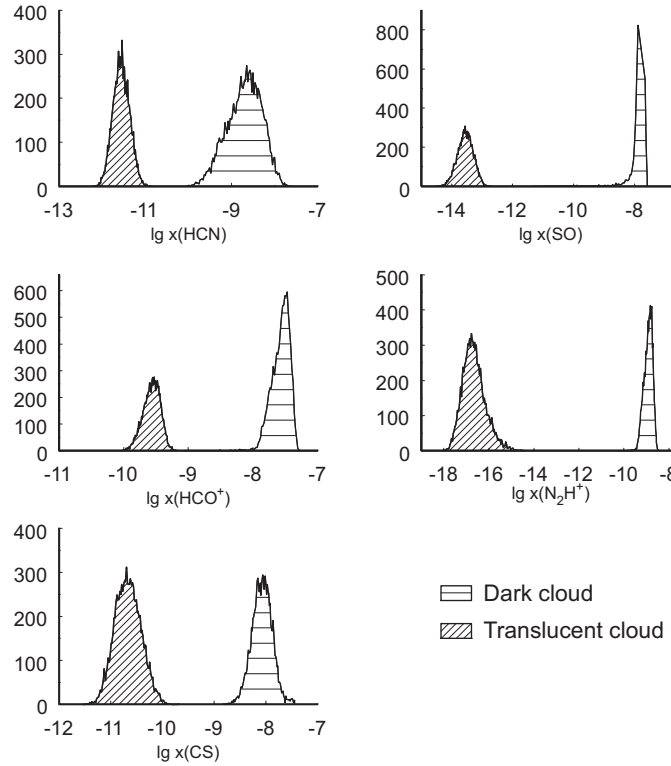 400
300
200
100
0
-13 -11 -9 -7
lg x(HCN)
800
600
400
200
0
-14 -12 -10 -8
lg x(SO)
600
500
400
300
200
100
0
-11 -10 -9 -8 -7
lg x(HCO⁺)
500
400
300
200
100
0
-18 -16 -14 -12 -10 -8
lg x(N₂H⁺)
400
300
200
100
0
-12 -11 -10 -9 -8 -7
lg x(CS)
Dark cloud
Translucent cloud